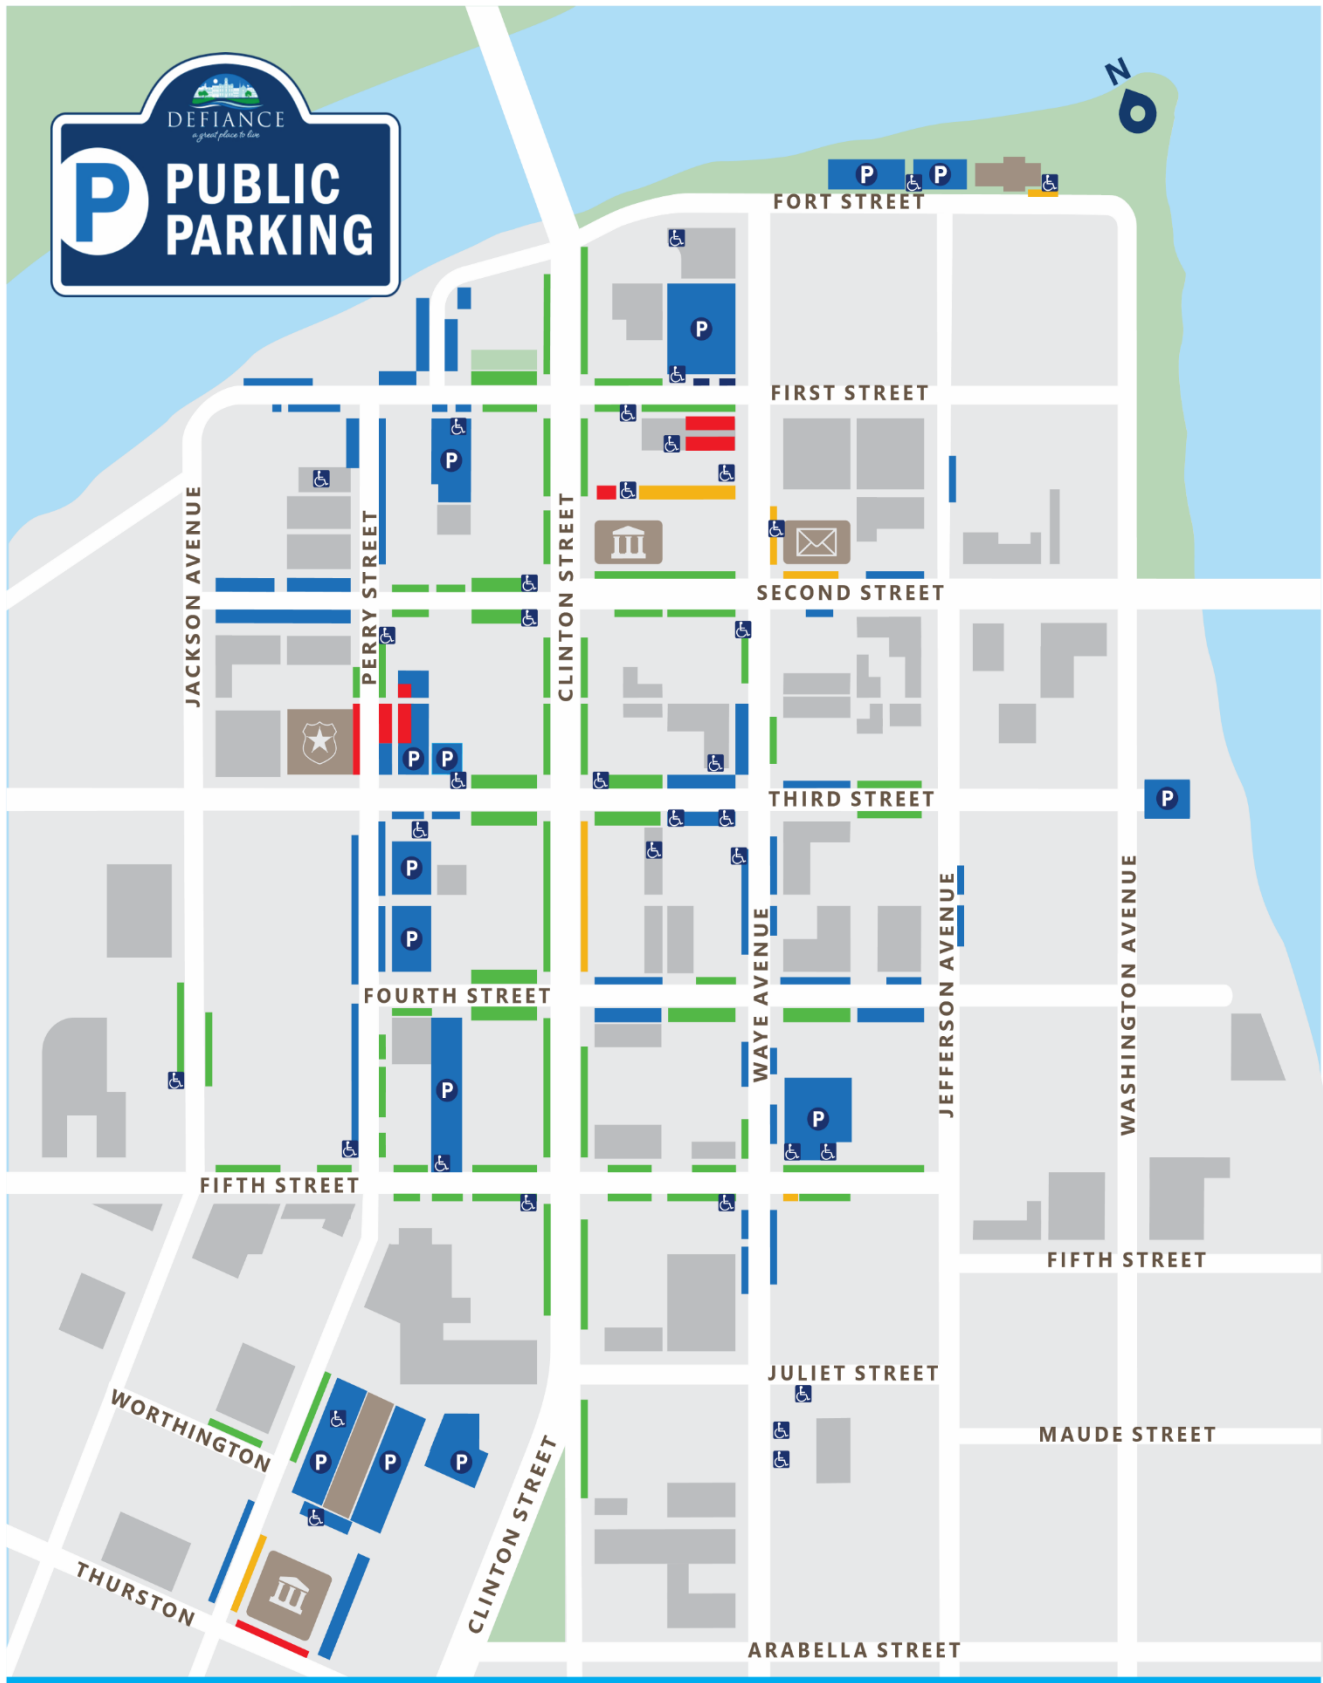 N
DEFIANCE
a great place to live
P
PUBLIC
PARKING
P
P
FORT STREET
P
FIRST STREET
P
JACKSON AVENUE
PERRY STREET
CLINTON STREET
SECOND STREET
P
P
THIRD STREET
P
P
P
WAYE AVENUE
JEFFERSON AVENUE
WASHINGTON AVENUE
FOURTH STREET
P
P
FIFTH STREET
FIFTH STREET
JULIET STREET
WORTHINGTON
P
P
P
MAUDE STREET
CLINTON STREET
THURSTON
ARABELLA STREET